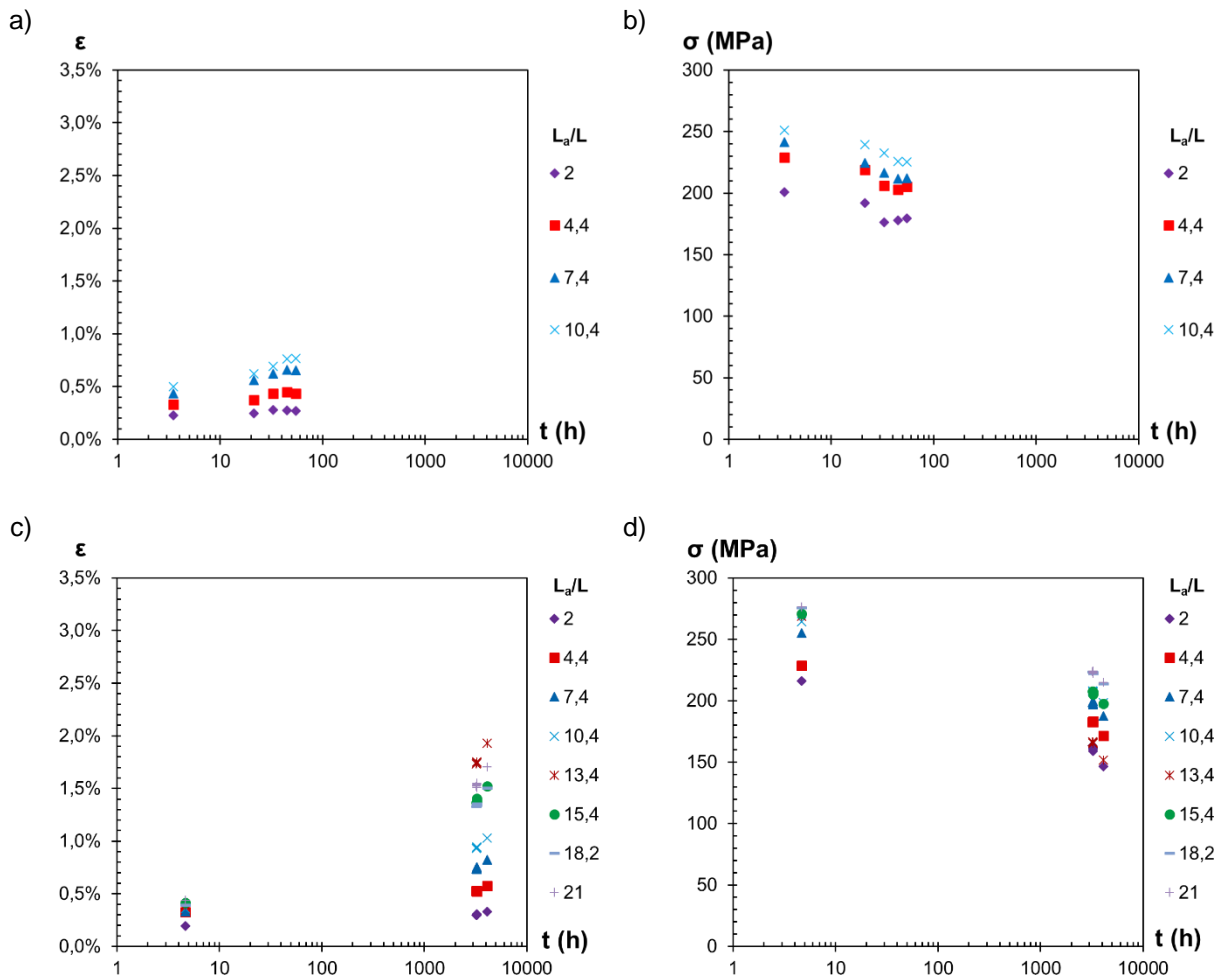 a)
ε
3,5%
3,0%
2,5%
2,0%
1,5%
1,0%
0,5%
0,0%
1 10 100 1000 10000
t (h)
Lₐ/L
2
4,4
7,4
10,4
b)
σ (MPa)
300
250
200
150
100
50
0
1 10 100 1000 10000
t (h)
Lₐ/L
2
4,4
7,4
10,4
c)
ε
3,5%
3,0%
2,5%
2,0%
1,5%
1,0%
0,5%
0,0%
1 10 100 1000 10000
t (h)
Lₐ/L
2
4,4
7,4
10,4
13,4
15,4
18,2
21
d)
σ (MPa)
300
250
200
150
100
50
0
1 10 100 1000 10000
t (h)
Lₐ/L
2
4,4
7,4
10,4
13,4
15,4
18,2
21